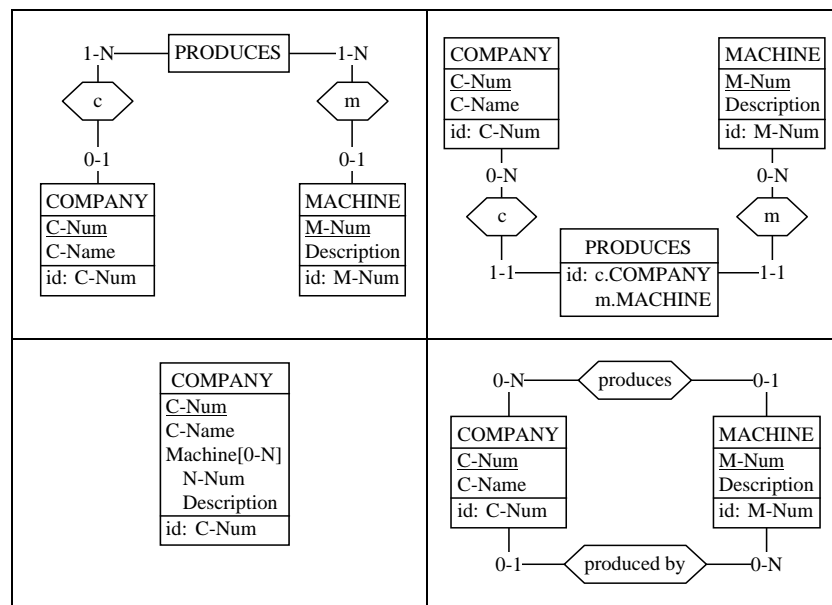 1-N PRODUCES 1-N
c m
0-1 0-1
COMPANY MACHINE
C-Num M-Num
C-Name Description
id: C-Num id: M-Num
COMPANY MACHINE
C-Num M-Num
C-Name Description
id: C-Num id: M-Num
0-N 0-N
c m
PRODUCES
1-1 id: c.COMPANY 1-1
m.MACHINE
COMPANY
C-Num
C-Name
Machine[0-N]
N-Num
Description
id: C-Num
0-N produces 0-1
COMPANY MACHINE
C-Num M-Num
C-Name Description
id: C-Num id: M-Num
0-1 produced by 0-N